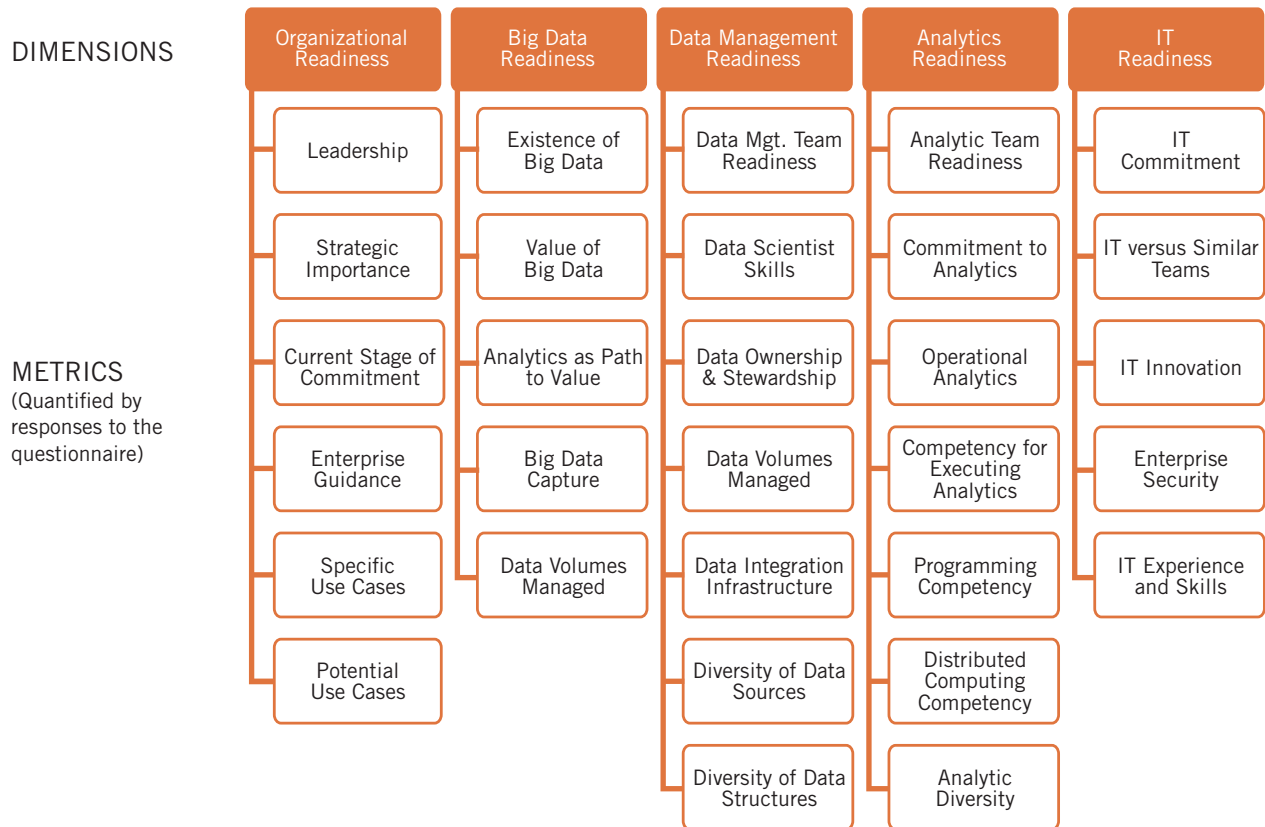 DIMENSIONS
Organizational
Readiness
Big Data
Readiness
Data Management
Readiness
Analytics
Readiness
IT
Readiness
METRICS
(Quantified by
responses to the
questionnaire)
Leadership
Strategic
Importance
Current Stage of
Commitment
Enterprise
Guidance
Specific
Use Cases
Potential
Use Cases
Existence of
Big Data
Value of
Big Data
Analytics as Path
to Value
Big Data
Capture
Data Volumes
Managed
Data Mgt. Team
Readiness
Data Scientist
Skills
Data Ownership
& Stewardship
Data Volumes
Managed
Data Integration
Infrastructure
Diversity of Data
Sources
Diversity of Data
Structures
Analytic Team
Readiness
Commitment to
Analytics
Operational
Analytics
Competency for
Executing
Analytics
Programming
Competency
Distributed
Computing
Competency
Analytic
Diversity
IT
Commitment
IT versus Similar
Teams
IT Innovation
Enterprise
Security
IT Experience
and Skills